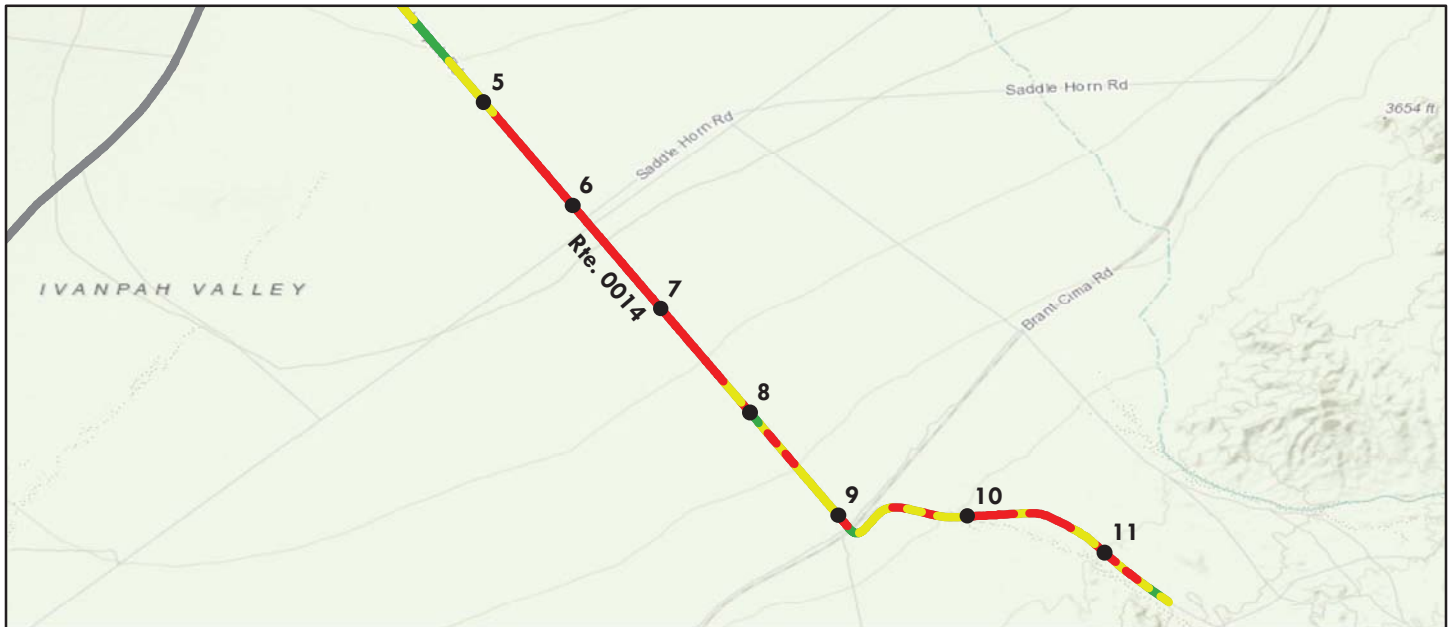 5
Saddle Horn Rd
3654 ft
Saddle Horn Rd
6
Rte. 0014
IVANPAH VALLEY
7
Brant-Cima Rd
8
9
10
11